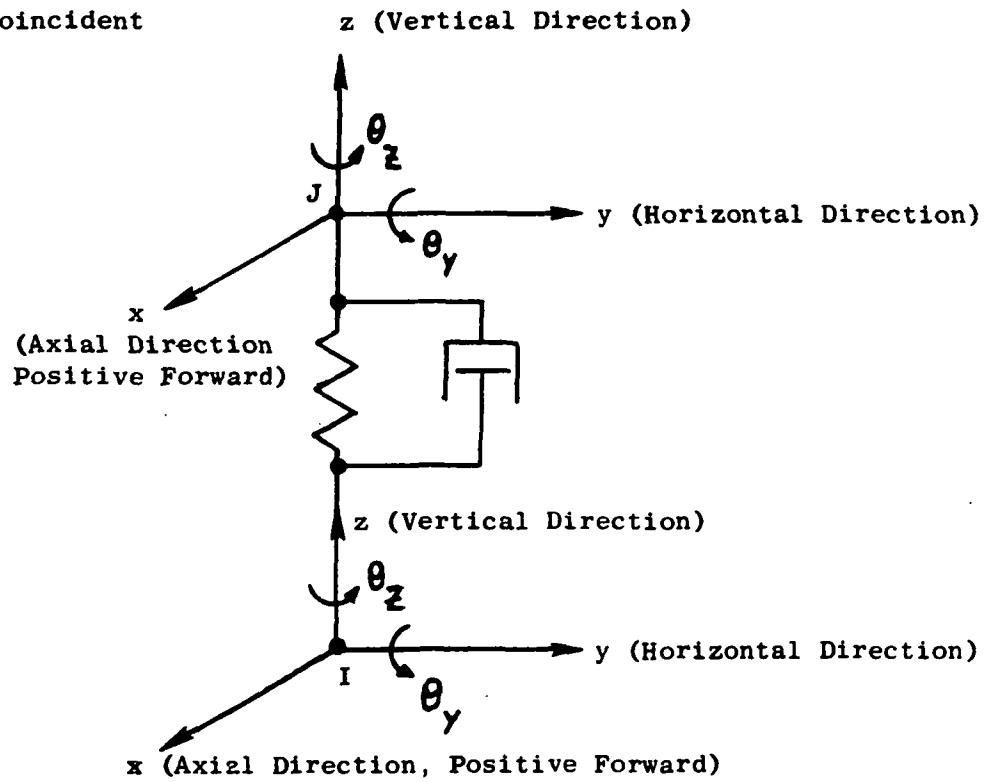 oincident
z (Vertical Direction)
θz
J
y (Horizontal Direction)
θy
x
(Axial Direction
Positive Forward)
z (Vertical Direction)
θz
I
y (Horizontal Direction)
θy
x (Axial Direction, Positive Forward)